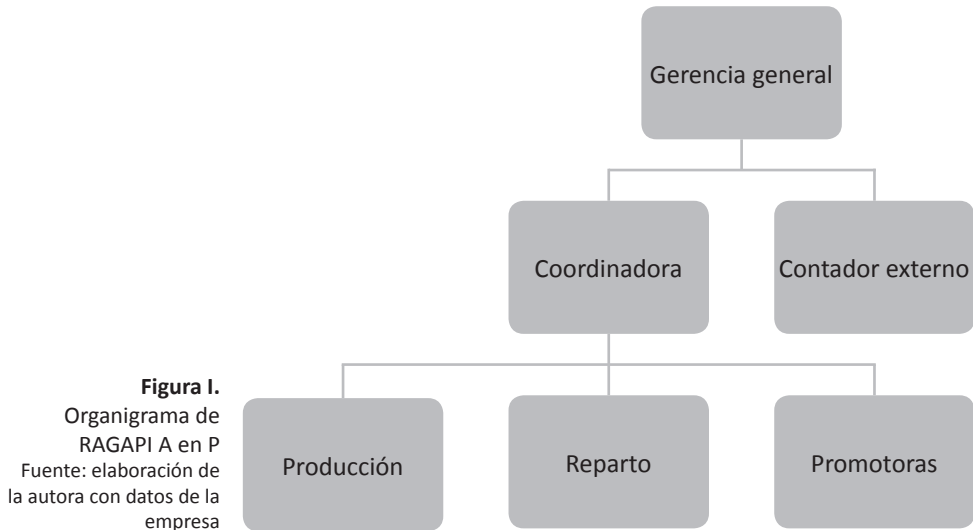 Gerencia general
Coordinadora
Contador externo
Figura I.
Organigrama de
RAGAPI A en P
Fuente: elaboración de
la autora con datos de la
empresa
Producción
Reparto
Promotoras